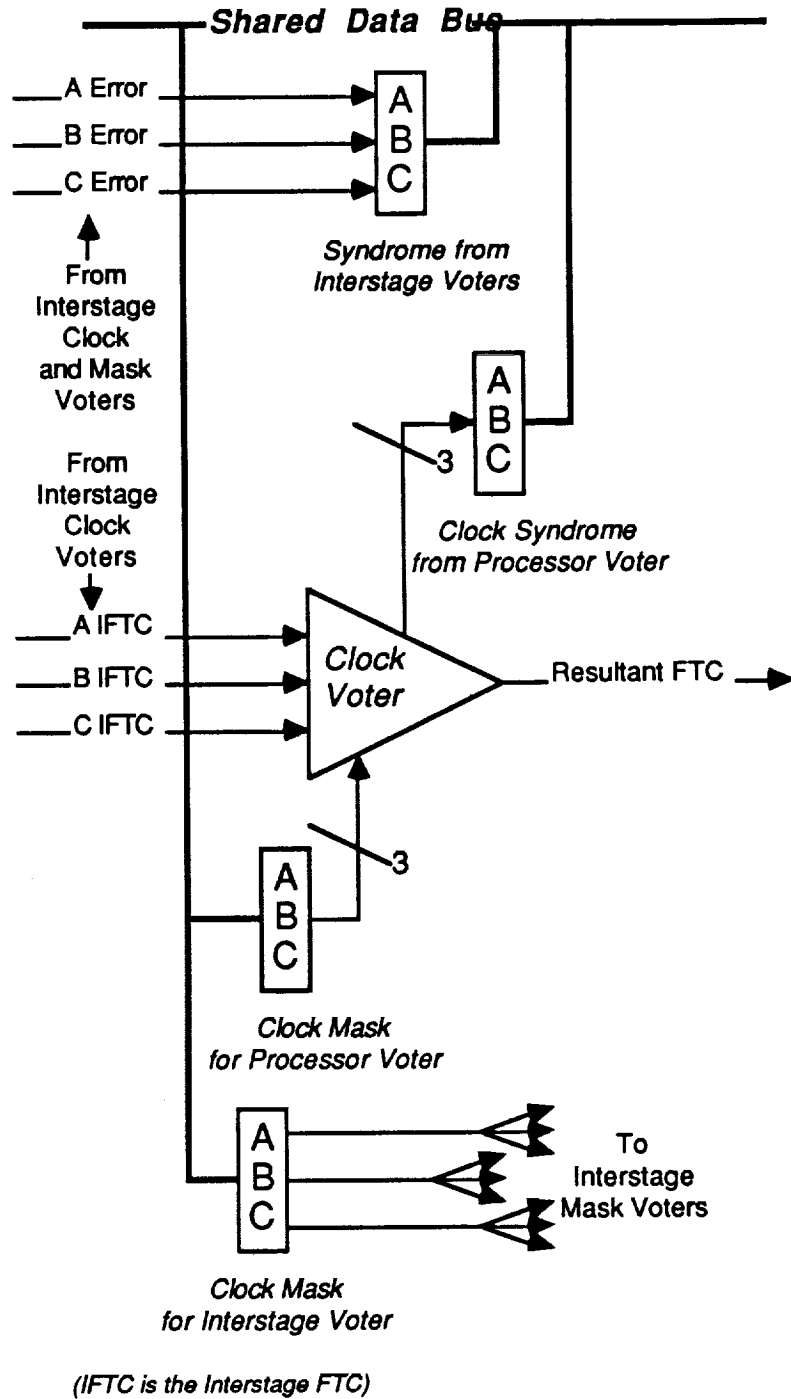 Shared Data Bus
A Error
B Error
C Error
A
B
C
Syndrome from
Interstage Voters
From
Interstage
Clock
and Mask
Voters
A
B
C
3
Clock Syndrome
from Processor Voter
From
Interstage
Clock
Voters
A IFTC
B IFTC
C IFTC
Clock
Voter
Resultant FTC
3
A
B
C
Clock Mask
for Processor Voter
A
B
C
To
Interstage
Mask Voters
Clock Mask
for Interstage Voter
(IFTC is the Interstage FTC)